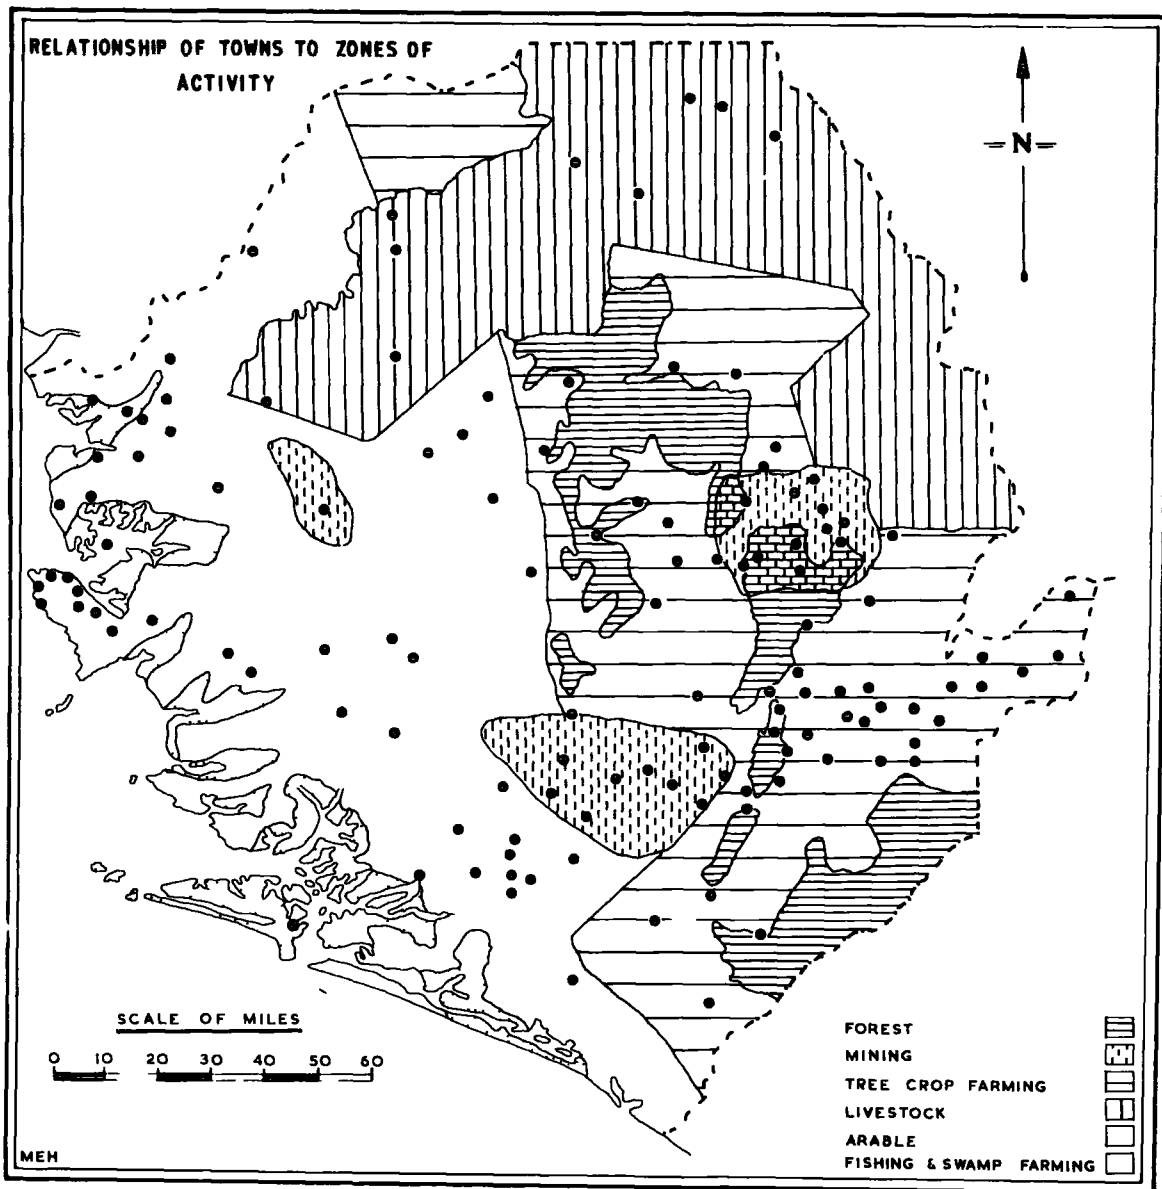 RELATIONSHIP OF TOWNS TO ZONES OF
ACTIVITY
N
SCALE OF MILES
0 10 20 30 40 50 60
FOREST
MINING
TREE CROP FARMING
LIVESTOCK
ARABLE
FISHING & SWAMP FARMING
MEH